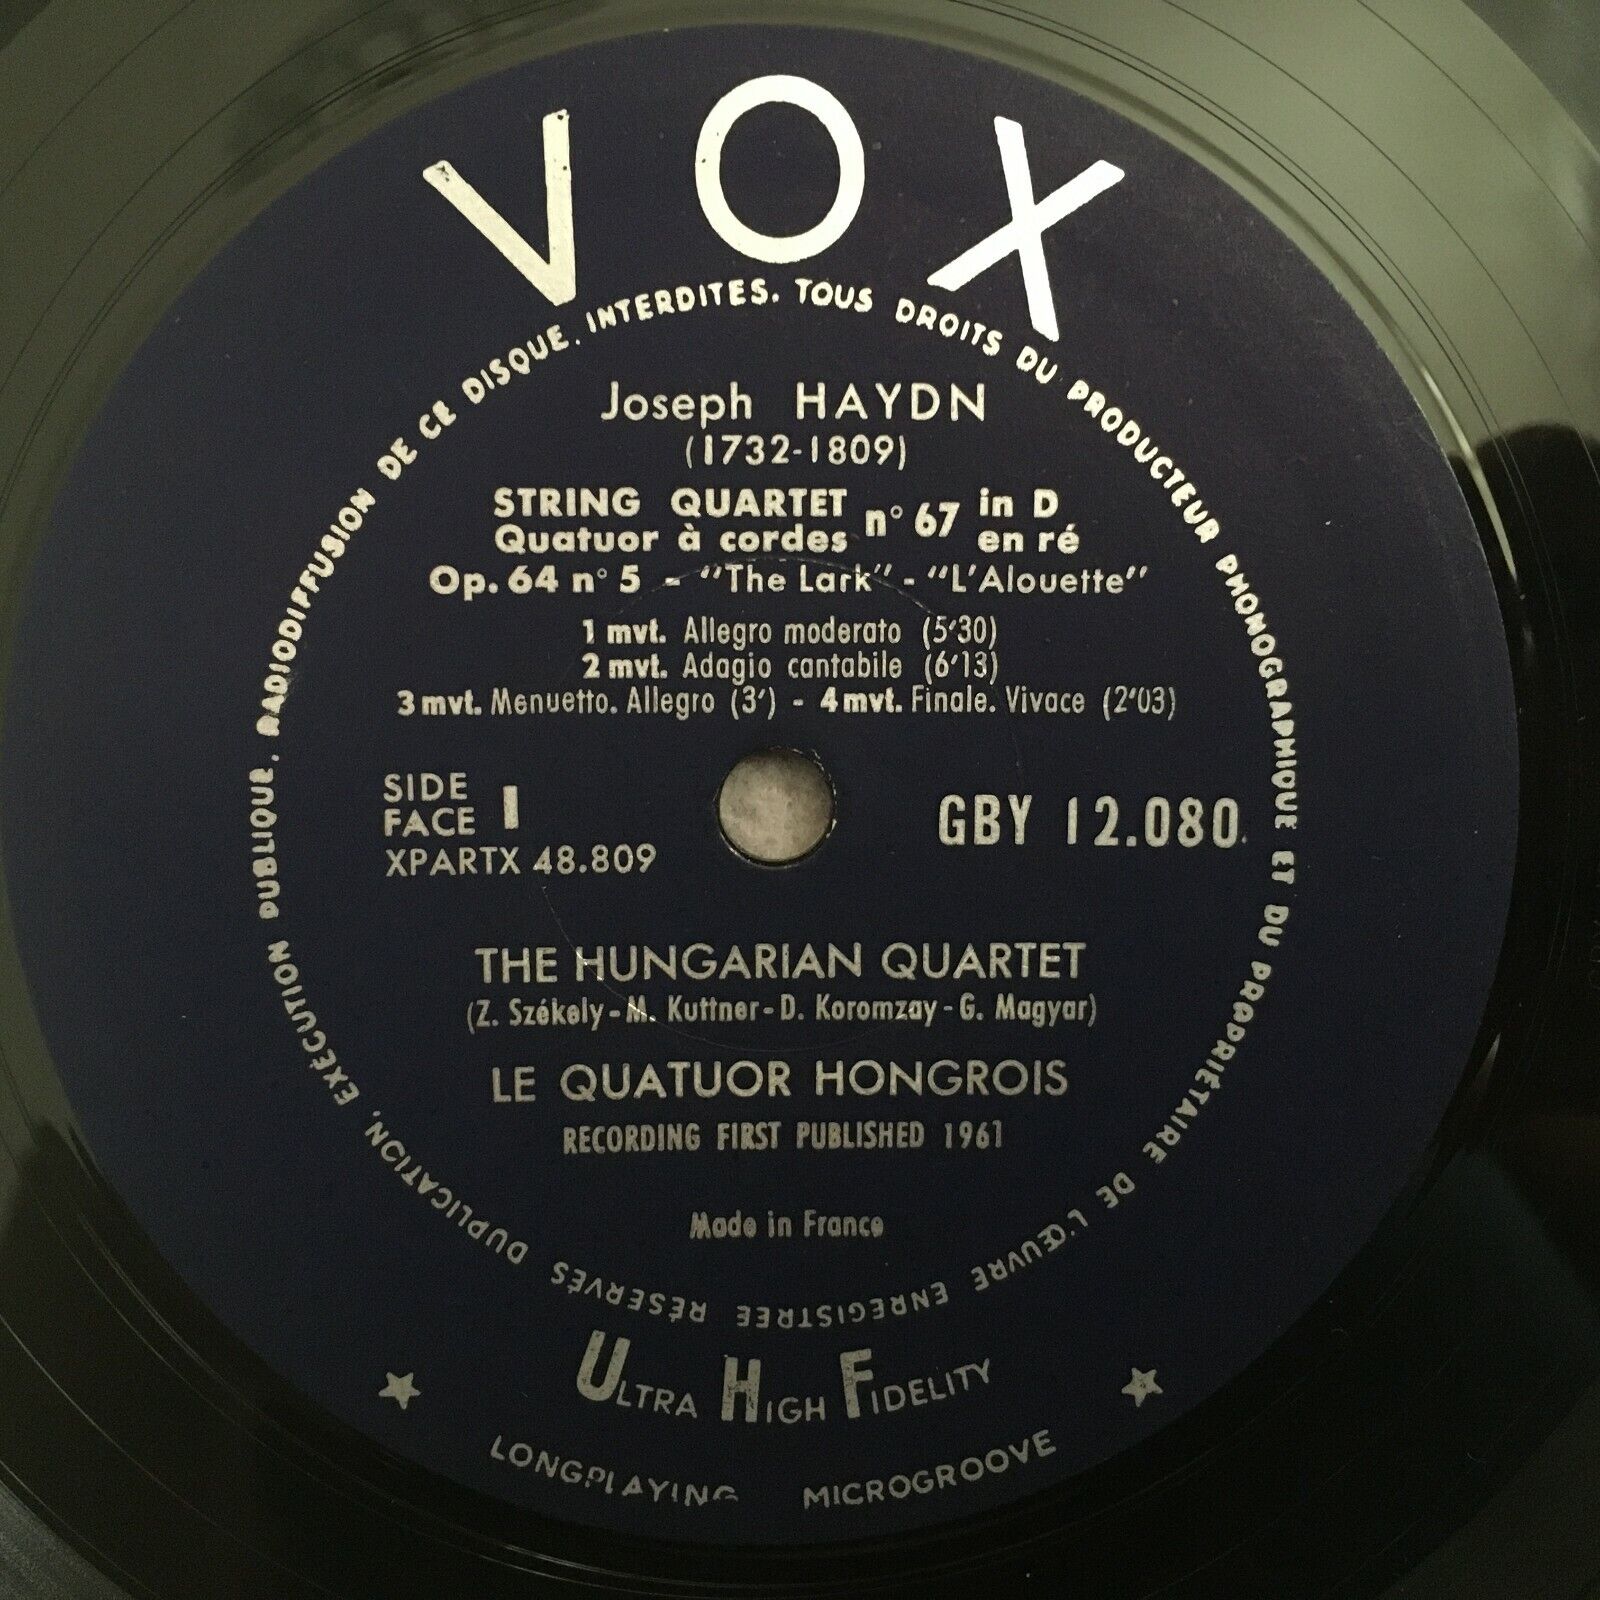 VOX
DUPLICATION, EXÉCUTION PUBLIQUE, RADIODIFFUSION DE CE DISQUE, INTERDITES. TOUS DROITS DU PRODUCTEUR PHONOGRAPHIQUE ET DU PROPRIÉTAIRE DE L'ŒUVRE ENREGISTRÉE RÉSERVÉS
Joseph HAYDN
(1732-1809)
STRING QUARTET n° 67 in D
Quatuor à cordes en ré
Op. 64 n° 5 - "The Lark" - "L'Alouette"
1 mvt. Allegro moderato (5'30)
2 mvt. Adagio cantabile (6'13)
3 mvt. Menuetto. Allegro (3') - 4 mvt. Finale. Vivace (2'03)
SIDE
FACE I
XPARTX 48.809
GBY 12.080
THE HUNGARIAN QUARTET
(Z. Székely - M. Kuttner - D. Koromzay - G. Magyar)
LE QUATUOR HONGROIS
RECORDING FIRST PUBLISHED 1961
Made in France
ULTRA HIGH FIDELITY
LONGPLAYING MICROGROOVE